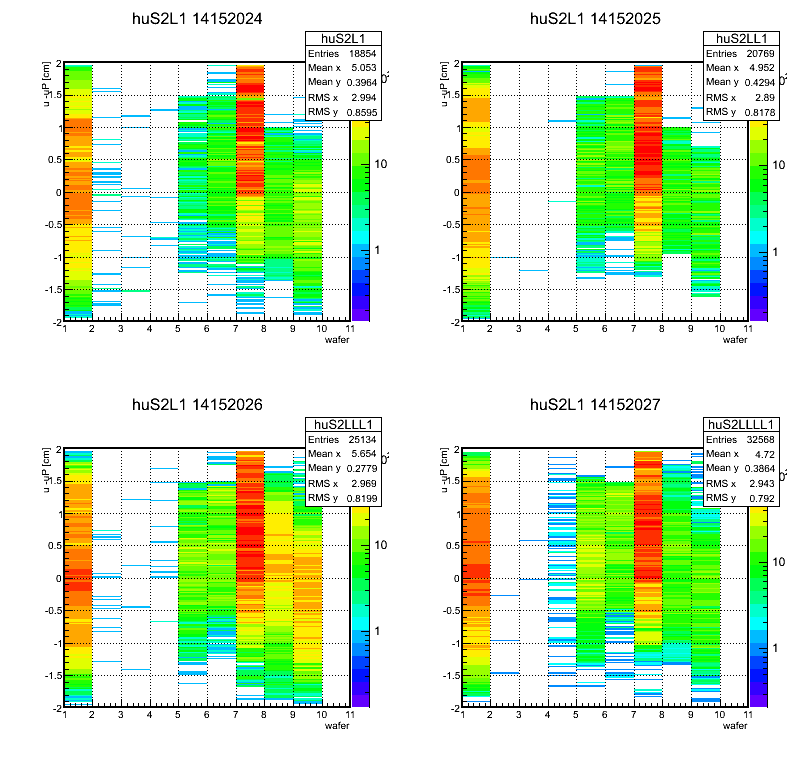 huS2L1 14152024
huS2L1
Entries 18854
Mean x 5.053
Mean y 0.3964
RMS x 2.994
RMS y 0.8595
u - uP [cm]
2
1.5
1
0.5
0
-0.5
-1
-1.5
-2
1 2 3 4 5 6 7 8 9 10 11
wafer
10
1
huS2L1 14152025
huS2LL1
Entries 20769
Mean x 4.952
Mean y 0.4294
RMS x 2.89
RMS y 0.8178
u - uP [cm]
2
1.5
1
0.5
0
-0.5
-1
-1.5
-2
1 2 3 4 5 6 7 8 9 10 11
wafer
10
1
huS2L1 14152026
huS2LLL1
Entries 25134
Mean x 5.654
Mean y 0.2779
RMS x 2.969
RMS y 0.8199
u - uP [cm]
2
1.5
1
0.5
0
-0.5
-1
-1.5
-2
1 2 3 4 5 6 7 8 9 10 11
wafer
10
1
huS2L1 14152027
huS2LLLL1
Entries 32568
Mean x 4.72
Mean y 0.3864
RMS x 2.943
RMS y 0.792
u - uP [cm]
2
1.5
1
0.5
0
-0.5
-1
-1.5
-2
1 2 3 4 5 6 7 8 9 10 11
wafer
10
1